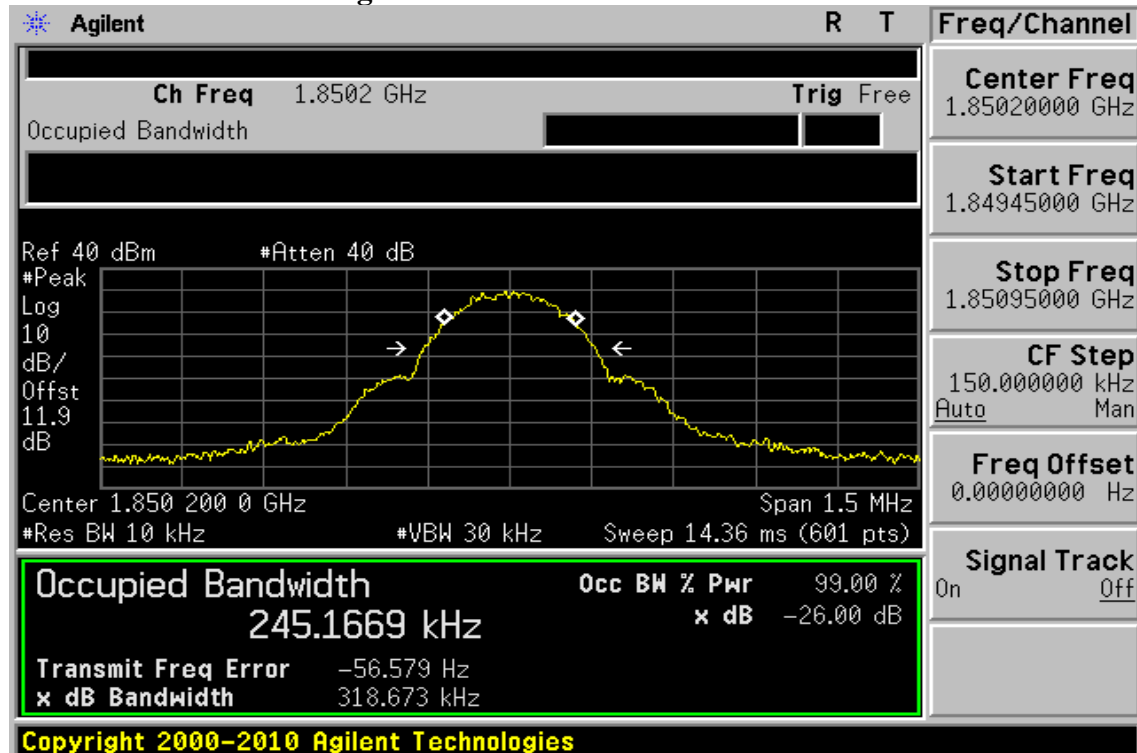 Agilent R T
Freq/Channel
Ch Freq 1.8502 GHz Trig Free
Occupied Bandwidth
Center Freq
1.85020000 GHz
Start Freq
1.84945000 GHz
Stop Freq
1.85095000 GHz
CF Step
150.000000 kHz
Auto Man
Freq Offset
0.00000000 Hz
Signal Track
On Off
Ref 40 dBm #Atten 40 dB
#Peak
Log
10
dB/
Offst
11.9
dB
Center 1.850 200 0 GHz Span 1.5 MHz
#Res BW 10 kHz #VBW 30 kHz Sweep 14.36 ms (601 pts)
Occupied Bandwidth
245.1669 kHz
Occ BW % Pwr 99.00 %
x dB -26.00 dB
Transmit Freq Error -56.579 Hz
x dB Bandwidth 318.673 kHz
Copyright 2000-2010 Agilent Technologies